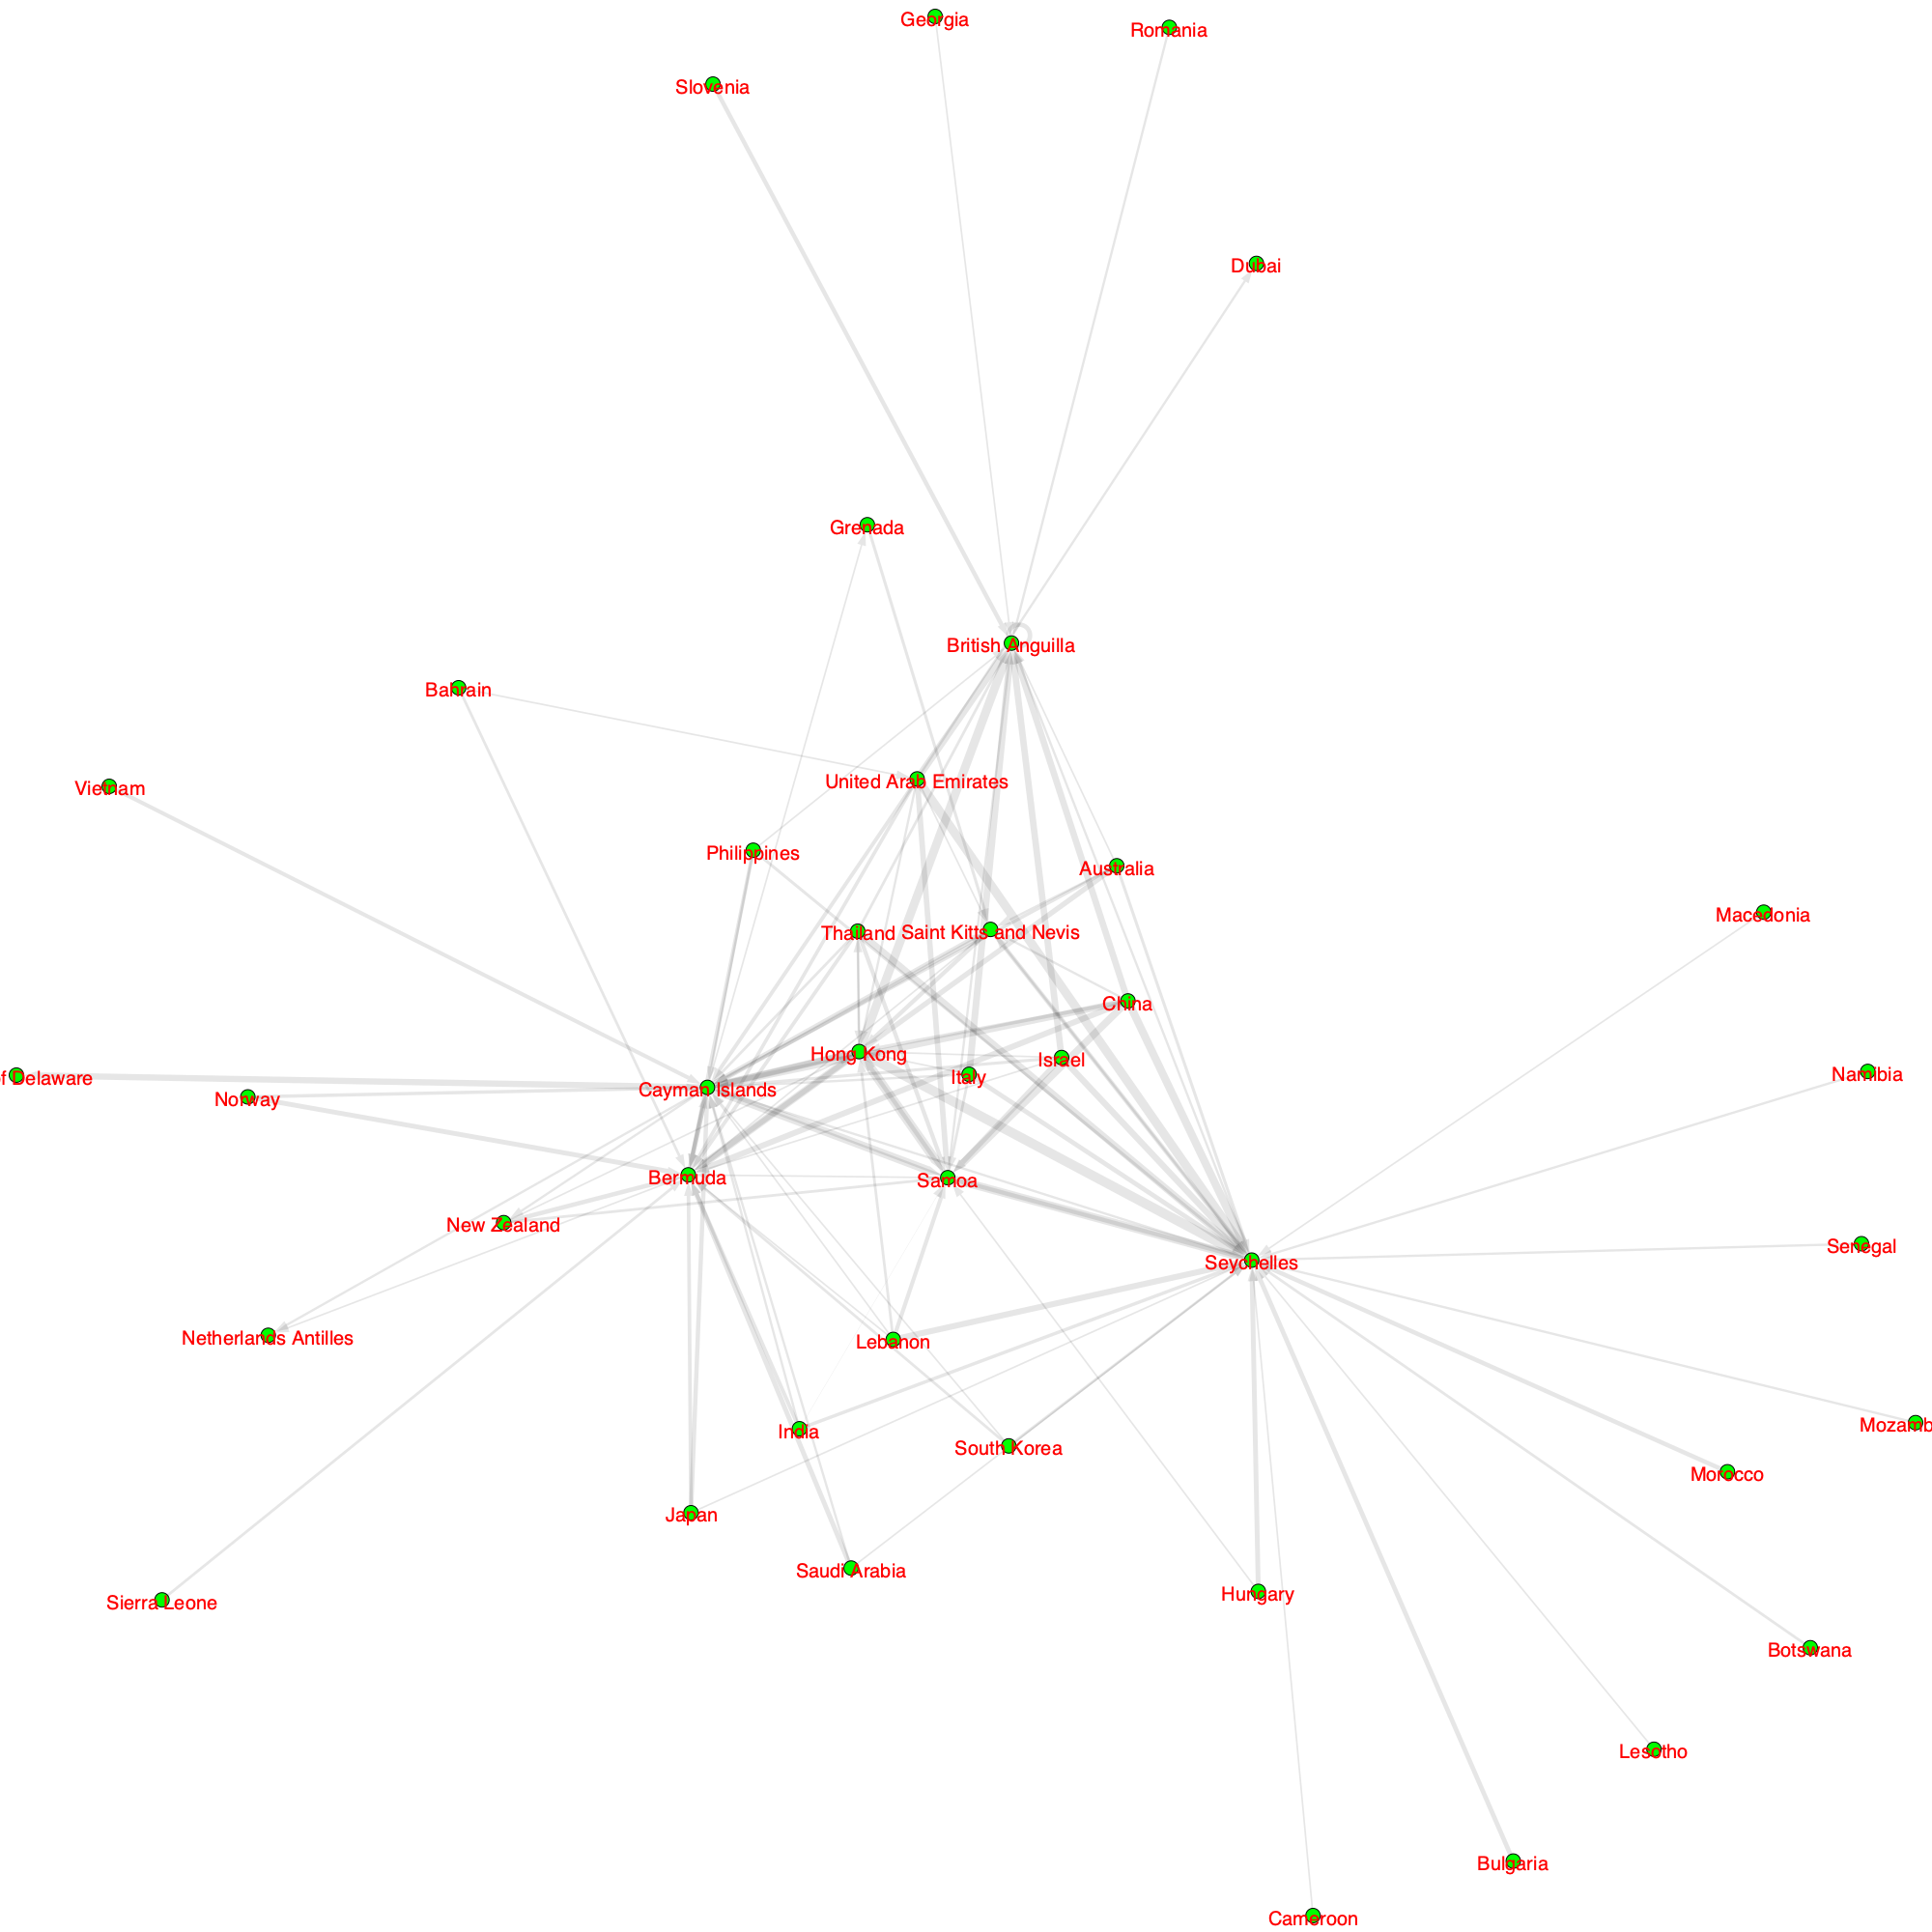 Georgia
Romania
Slovenia
Dubai
Grenada
British Anguilla
Bahrain
United Arab Emirates
Vietnam
Philippines
Australia
Macedonia
Thailand
Saint Kitts and Nevis
China
Hong Kong
Israel
Italy
Namibia
f Delaware
Cayman Islands
Norway
Bermuda
Samoa
New Zealand
Senegal
Seychelles
Netherlands Antilles
Lebanon
Mozamb
India
South Korea
Morocco
Japan
Saudi Arabia
Hungary
Sierra Leone
Botswana
Lesotho
Bulgaria
Cameroon